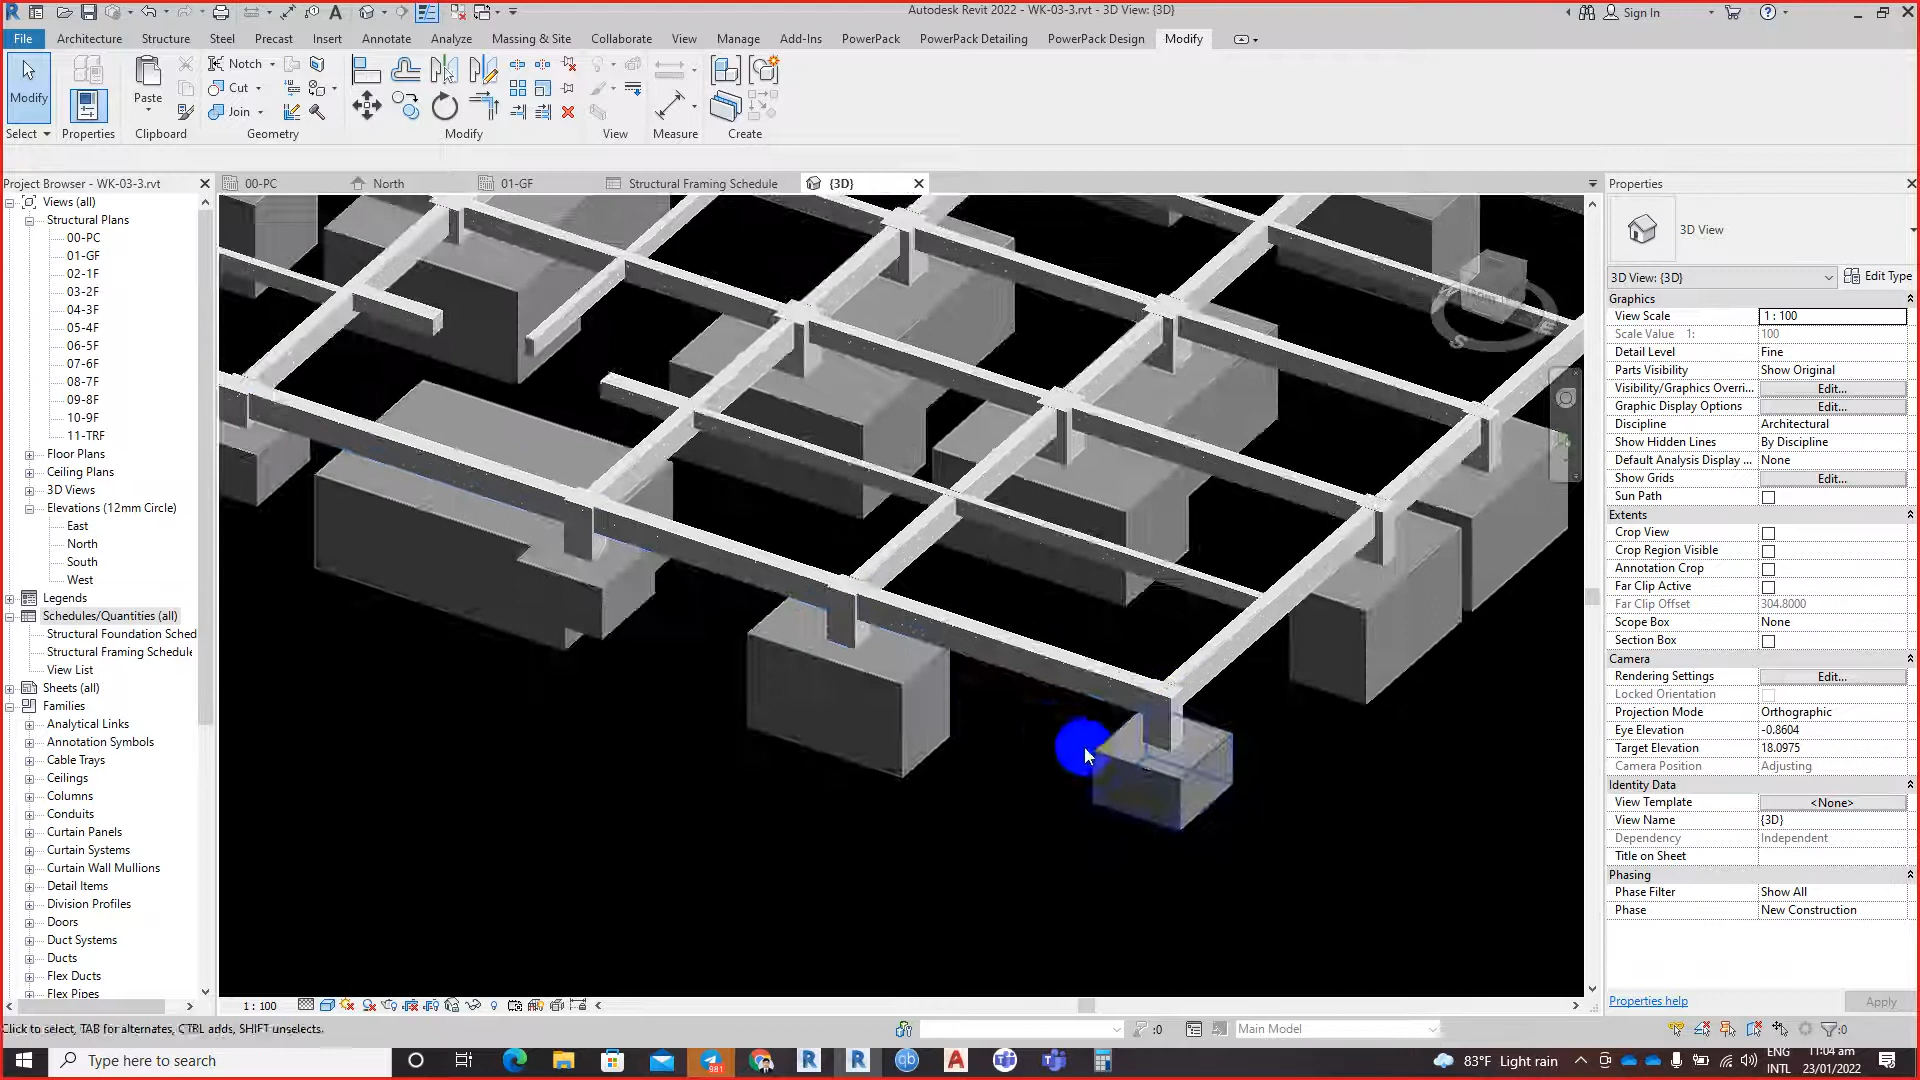 Autodesk Revit 2022 - WK-03-3.rvt - 3D View: {3D}
Sign In
File Architecture Structure Steel Precast Insert Annotate Analyze Massing & Site Collaborate View Manage Add-Ins PowerPack PowerPack Detailing PowerPack Design Modify
Modify
Paste
Notch
Cut
Join
Select Properties Clipboard Geometry Modify View Measure Create
Project Browser - WK-03-3.rvt
00-PC North 01-GF Structural Framing Schedule {3D}
Properties
Views (all)
Structural Plans
00-PC
01-GF
02-1F
03-2F
04-3F
05-4F
06-5F
07-6F
08-7F
09-8F
10-9F
11-TRF
Floor Plans
Ceiling Plans
3D Views
Elevations (12mm Circle)
East
North
South
West
Legends
Schedules/Quantities (all)
Structural Foundation Sched
Structural Framing Schedule
View List
Sheets (all)
Families
Analytical Links
Annotation Symbols
Cable Trays
Ceilings
Columns
Conduits
Curtain Panels
Curtain Systems
Curtain Wall Mullions
Detail Items
Division Profiles
Doors
Duct Systems
Ducts
Flex Ducts
Flex Pipes
3D View
3D View: {3D} Edit Type
Graphics
View Scale 1 : 100
Scale Value 1: 100
Detail Level Fine
Parts Visibility Show Original
Visibility/Graphics Overri... Edit...
Graphic Display Options Edit...
Discipline Architectural
Show Hidden Lines By Discipline
Default Analysis Display ... None
Show Grids Edit...
Sun Path
Extents
Crop View
Crop Region Visible
Annotation Crop
Far Clip Active
Far Clip Offset 304.8000
Scope Box None
Section Box
Camera
Rendering Settings Edit...
Locked Orientation
Projection Mode Orthographic
Eye Elevation -0.8604
Target Elevation 18.0975
Camera Position Adjusting
Identity Data
View Template <None>
View Name {3D}
Dependency Independent
Title on Sheet
Phasing
Phase Filter Show All
Phase New Construction
Properties help Apply
1 : 100
Click to select, TAB for alternates, CTRL adds, SHIFT unselects.
:0
Main Model
:0
Type here to search
981
83°F Light rain
ENG
INTL
11:04 am
23/01/2022